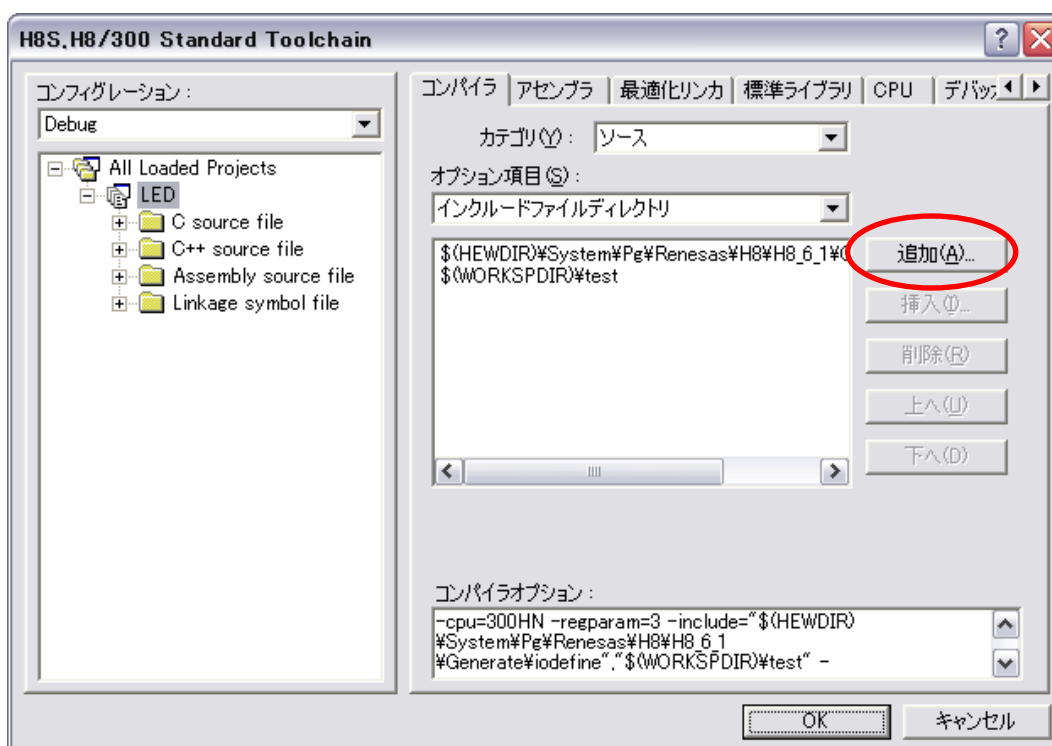 H8S,H8/300 Standard Toolchain
コンフィグレーション :
Debug
All Loaded Projects
LED
C source file
C++ source file
Assembly source file
Linkage symbol file
コンパイラ アセンブラ 最適化リンカ 標準ライブラリ CPU デバッ
カテゴリ(Y) : ソース
オプション項目(S) :
インクルードファイルディレクトリ
$(HEWDIR)¥System¥Pg¥Renesas¥H8¥H8_6_1¥G
$(WORKSPDIR)¥test
追加(A)...
挿入(I)...
削除(R)
上へ(U)
下へ(D)
コンパイラオプション :
-cpu=300HN -regparam=3 -include="$(HEWDIR)
¥System¥Pg¥Renesas¥H8¥H8_6_1
¥Generate¥iodefine","$(WORKSPDIR)¥test" -
OK キャンセル